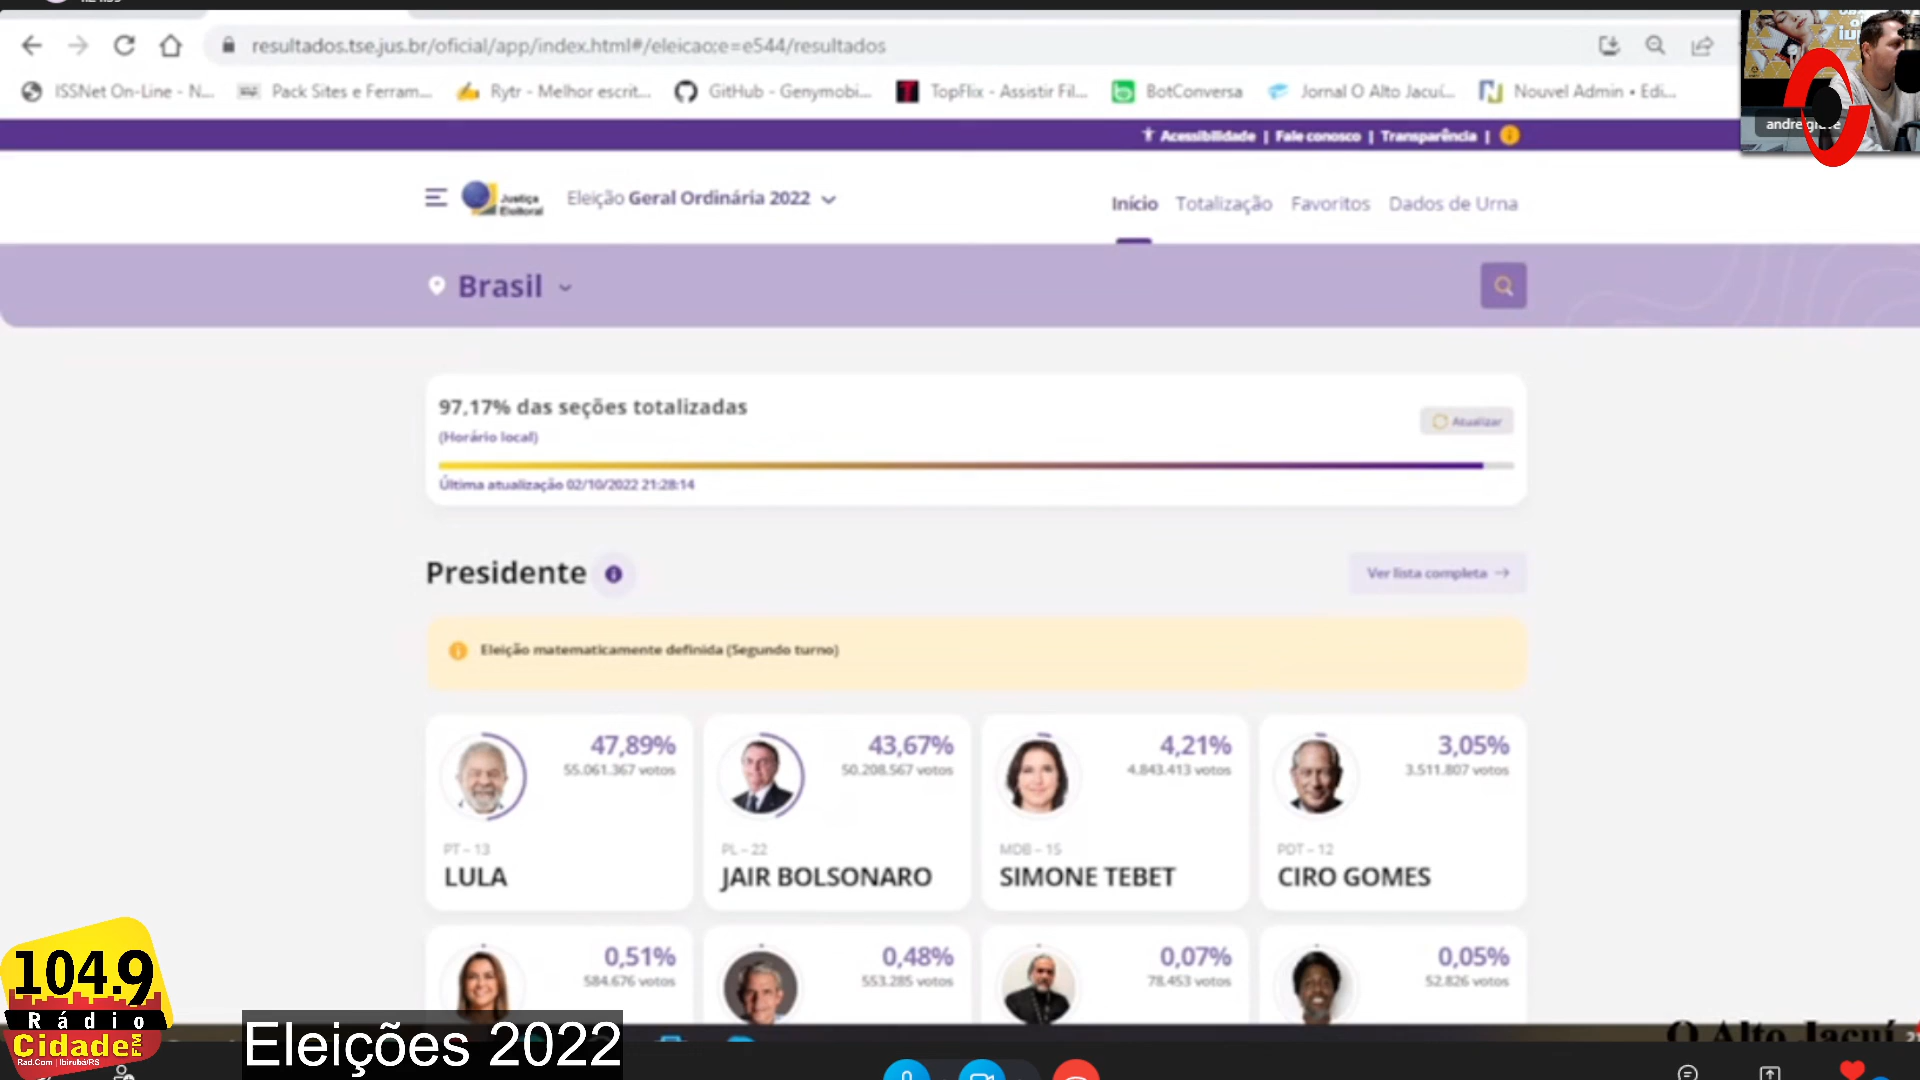 resultados.tse.jus.br/oficial/app/index.html#/eleicao:e=e544/resultados
ISSNet On-Line - N...
Pack Sites e Ferram...
Rytr - Melhor escrit...
GitHub - Genymobi...
TopFlix - Assistir Fil...
BotConversa
Jornal O Alto Jacuí...
Nouvel Admin • Edi...
Acessibilidade | Fale conosco | Transparência |
Justiça
Eleitoral
Eleição Geral Ordinária 2022
Início
Totalização
Favoritos
Dados de Urna
Brasil
97,17% das seções totalizadas
(Horário local)
Atualizar
Última atualização 02/10/2022 21:28:14
Presidente
Ver lista completa →
Eleição matematicamente definida (Segundo turno)
47,89%
55.061.367 votos
PT – 13
LULA
43,67%
50.208.567 votos
PL – 22
JAIR BOLSONARO
4,21%
4.843.413 votos
MDB – 15
SIMONE TEBET
3,05%
3.511.807 votos
PDT – 12
CIRO GOMES
0,51%
584.676 votos
0,48%
553.285 votos
0,07%
78.453 votos
0,05%
52.826 votos
104.9
Rádio
Cidade FM
Rad.Com | Ibirubá/RS
Eleições 2022
O Alto Jacuí